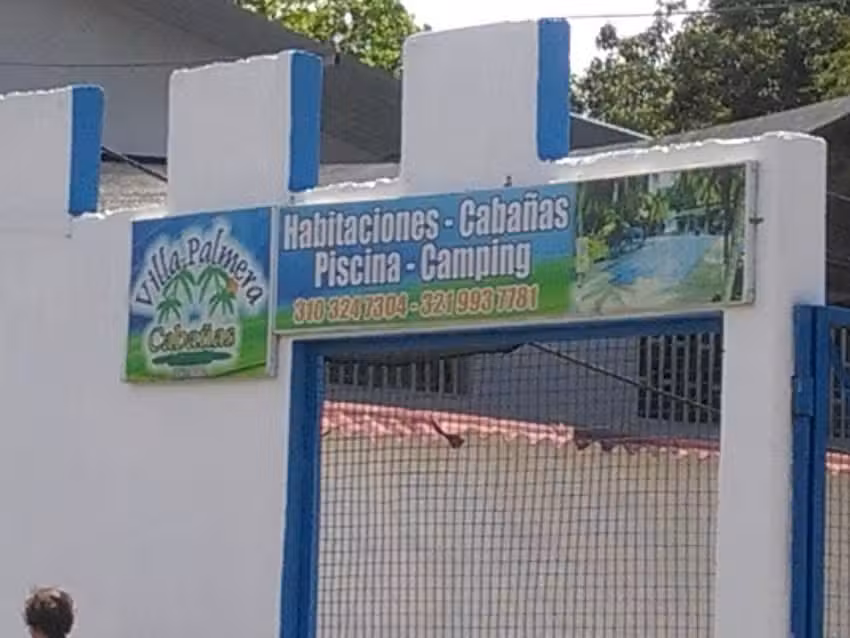 Villa Palmera
Cabañas
Habitaciones - Cabañas
Piscina - Camping
310 324 7304 - 321 993 7781